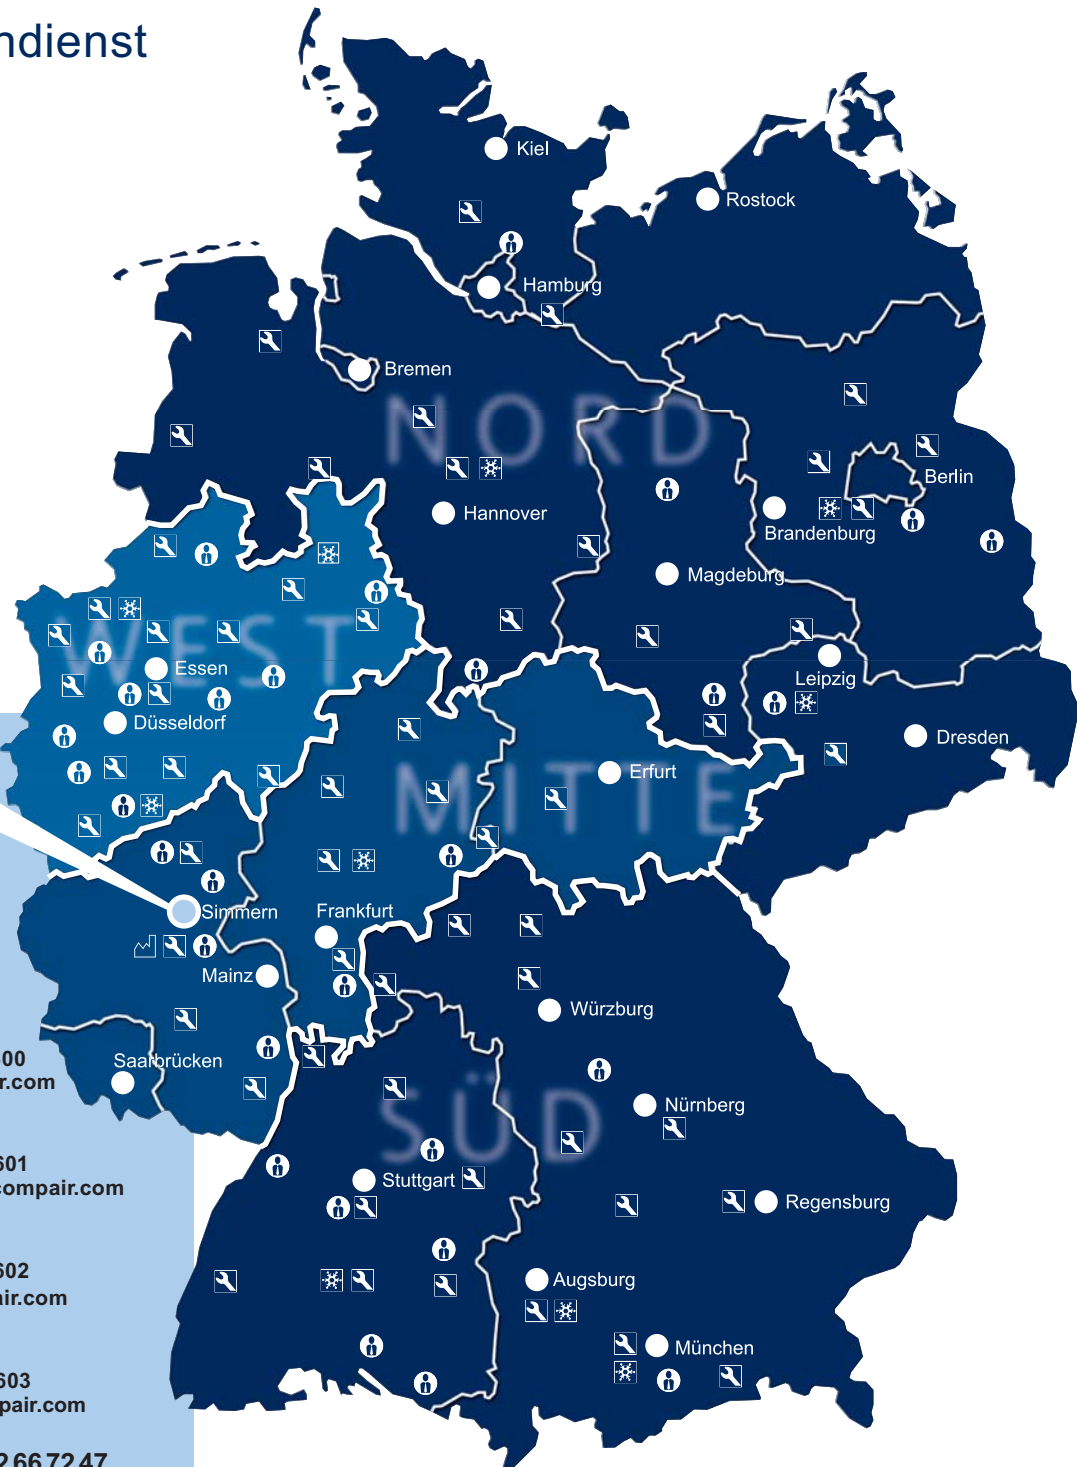 ndienst
Kiel
Rostock
Hamburg
Bremen
NORD
Berlin
Hannover
Brandenburg
Magdeburg
WEST
Essen
Leipzig
Düsseldorf
Dresden
MITTE
Erfurt
Simmern
Frankfurt
Mainz
Würzburg
Saarbrücken
00
r.com
SÜD
Nürnberg
601
compair.com
Stuttgart
Regensburg
602
air.com
Augsburg
München
603
pair.com
2 66 72 47